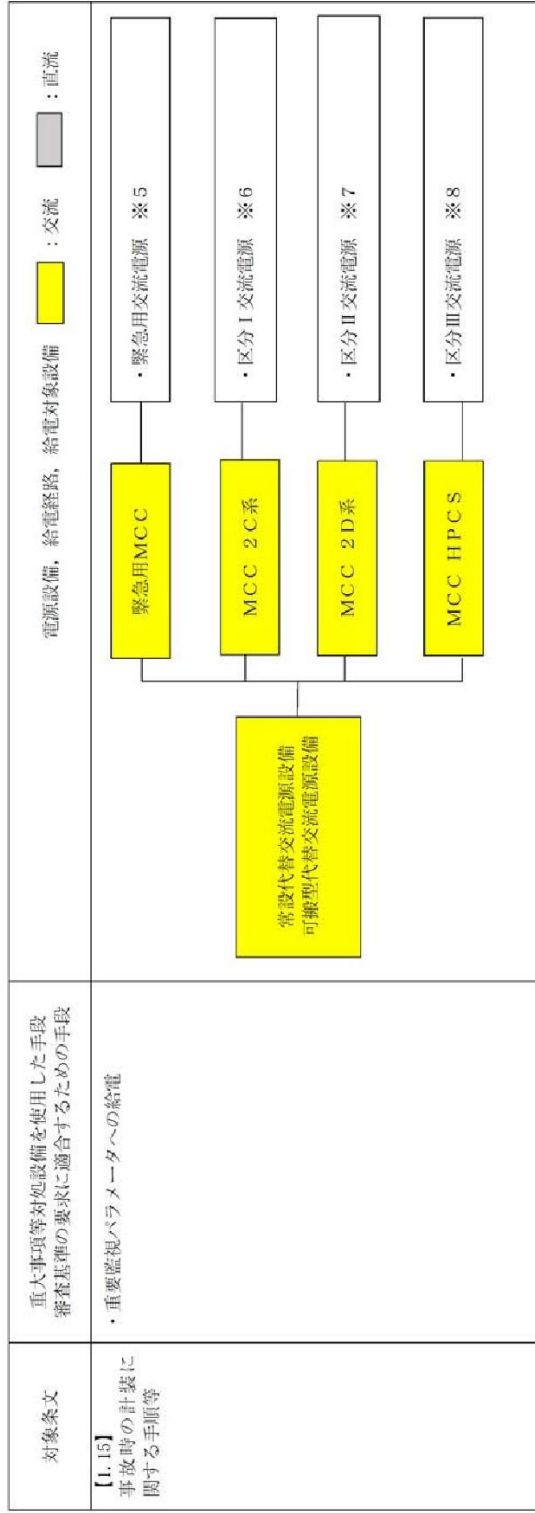 対象条文
重大事項等対処設備を使用した手段
審査基準の要求に適合するための手段
電源設備，給電経路，給電対象設備
：交流
：直流
【1.15】
事故時の計装に
関する手順等
・重要監視パラメータへの給電
常設代替交流電源設備
可搬型代替交流電源設備
緊急用MCC
・緊急用交流電源　※5
MCC　2C系
・区分Ⅰ交流電源　※6
MCC　2D系
・区分Ⅱ交流電源　※7
MCC　HPCS
・区分Ⅲ交流電源　※8